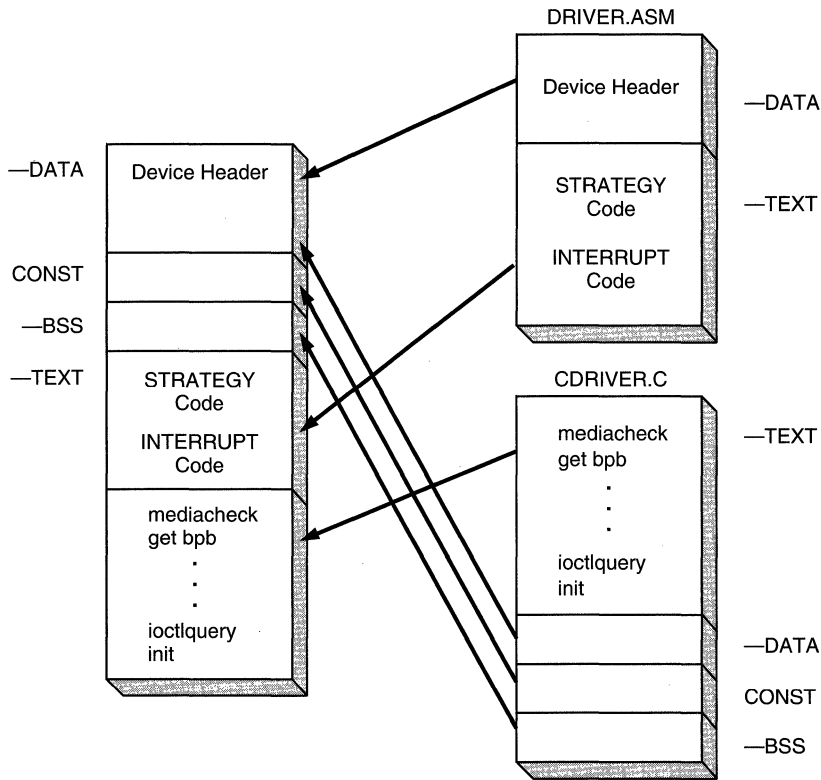 DRIVER.ASM
Device Header
—DATA
STRATEGY
Code
—TEXT
INTERRUPT
Code
—DATA
Device Header
CONST
—BSS
—TEXT
STRATEGY
Code
INTERRUPT
Code
mediacheck
get bpb
.
.
.
ioctlquery
init
CDRIVER.C
mediacheck
get bpb
—TEXT
.
.
.
ioctlquery
init
—DATA
CONST
—BSS